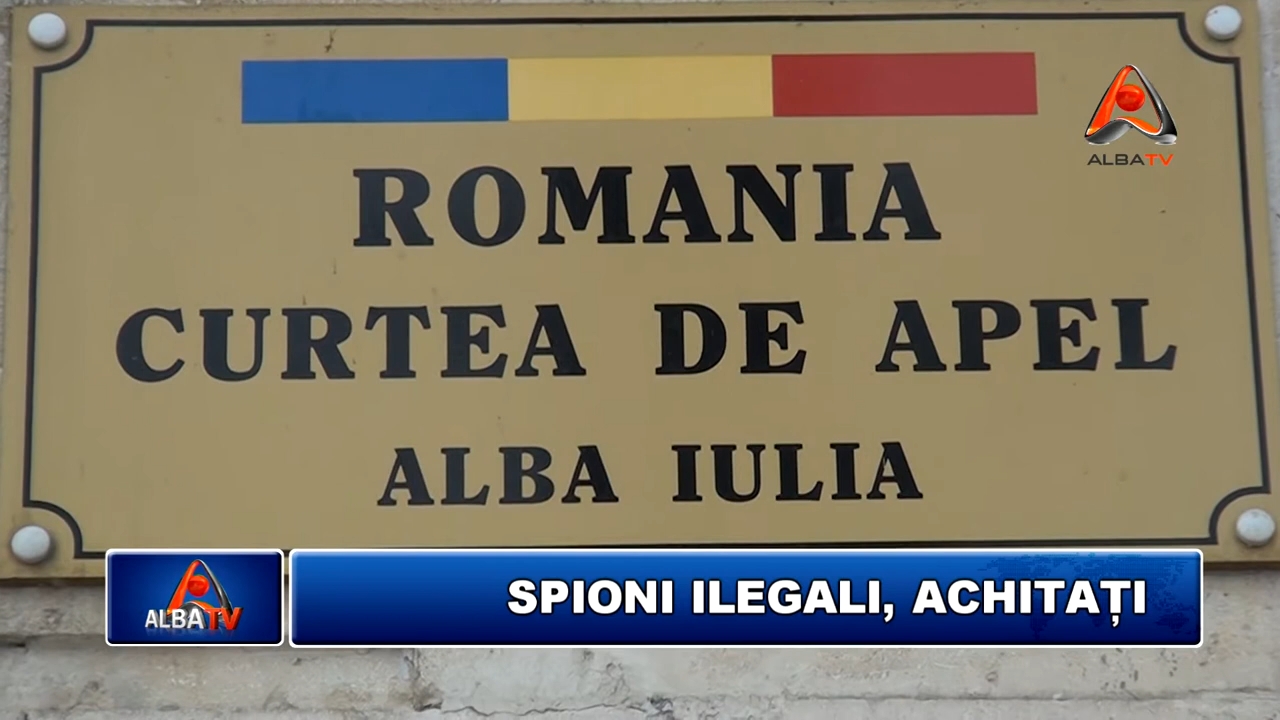 ALBATV
ROMANIA
CURTEA DE APEL
ALBA IULIA
ALBATV
SPIONI ILEGALI, ACHITAȚI